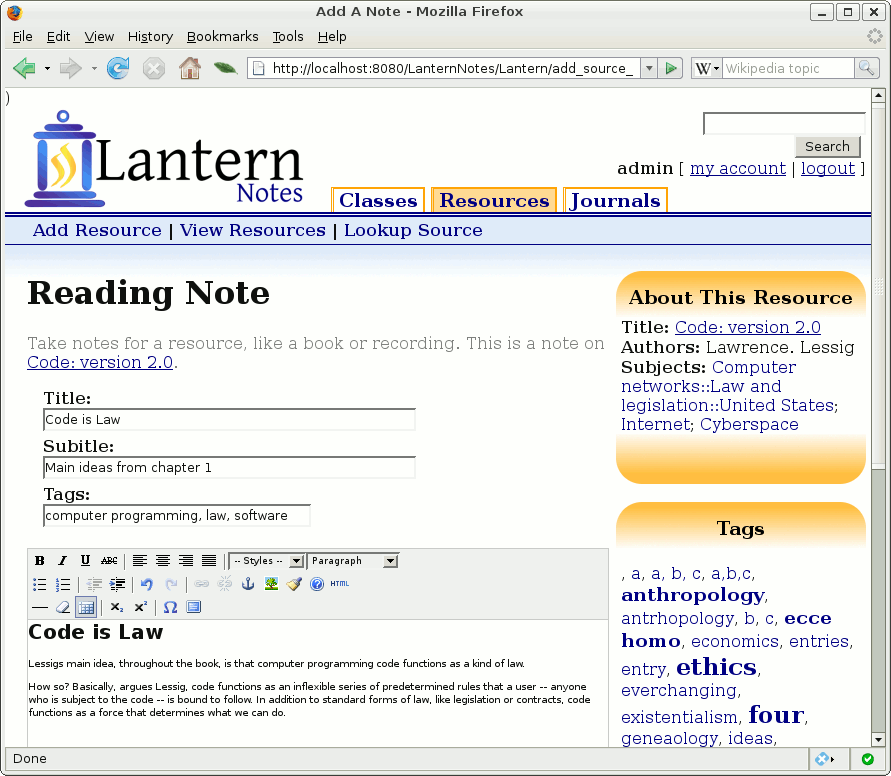 Add A Note - Mozilla Firefox
File Edit View History Bookmarks Tools Help
http://localhost:8080/LanternNotes/Lantern/add_source_
W Wikipedia topic
)
Lantern
Notes
Search
admin [ my account | logout ]
Classes Resources Journals
Add Resource | View Resources | Lookup Source
Reading Note
Take notes for a resource, like a book or recording. This is a note on
Code: version 2.0.
Title:
Code is Law
Subitle:
Main ideas from chapter 1
Tags:
computer programming, law, software
B I U ABC -- Styles -- Paragraph
HTML
x₂ x² Ω
Code is Law
Lessigs main idea, throughout the book, is that computer programming code functions as a kind of law.
How so? Basically, argues Lessig, code functions as an inflexible series of predetermined rules that a user -- anyone
who is subject to the code -- is bound to follow. In addition to standard forms of law, like legislation or contracts, code
functions as a force that determines what we can do.
About This Resource
Title: Code: version 2.0
Authors: Lawrence. Lessig
Subjects: Computer
networks::Law and
legislation::United States;
Internet; Cyberspace
Tags
, a, a, b, c, a,b,c,
anthropology,
antrhopology, b, c, ecce
homo, economics, entries,
entry, ethics,
everchanging,
existentialism, four,
geneaology, ideas,
Done